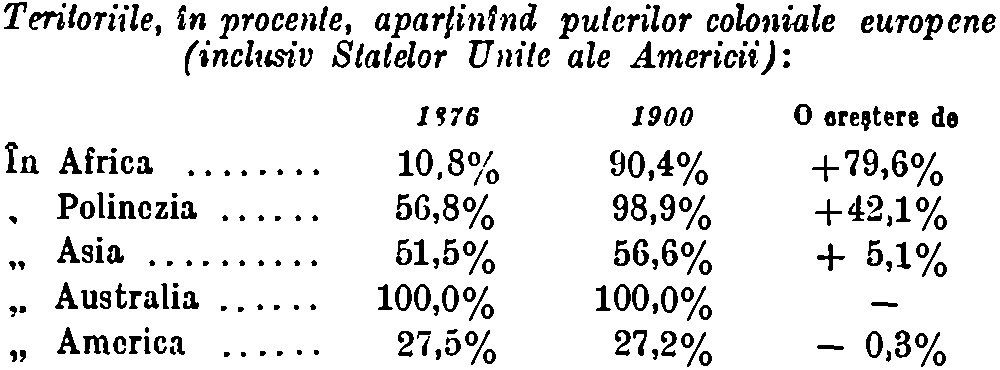 Teritoriile, în procente, aparţinînd puterilor coloniale europene
(inclusiv Statelor Unite ale Americii):
1876 1900 O creştere de
În Africa ........ 10,8% 90,4% +79,6%
„ Polinezia ...... 56,8% 98,9% +42,1%
„ Asia .......... 51,5% 56,6% + 5,1%
„ Australia ...... 100,0% 100,0% —
„ America ...... 27,5% 27,2% — 0,3%